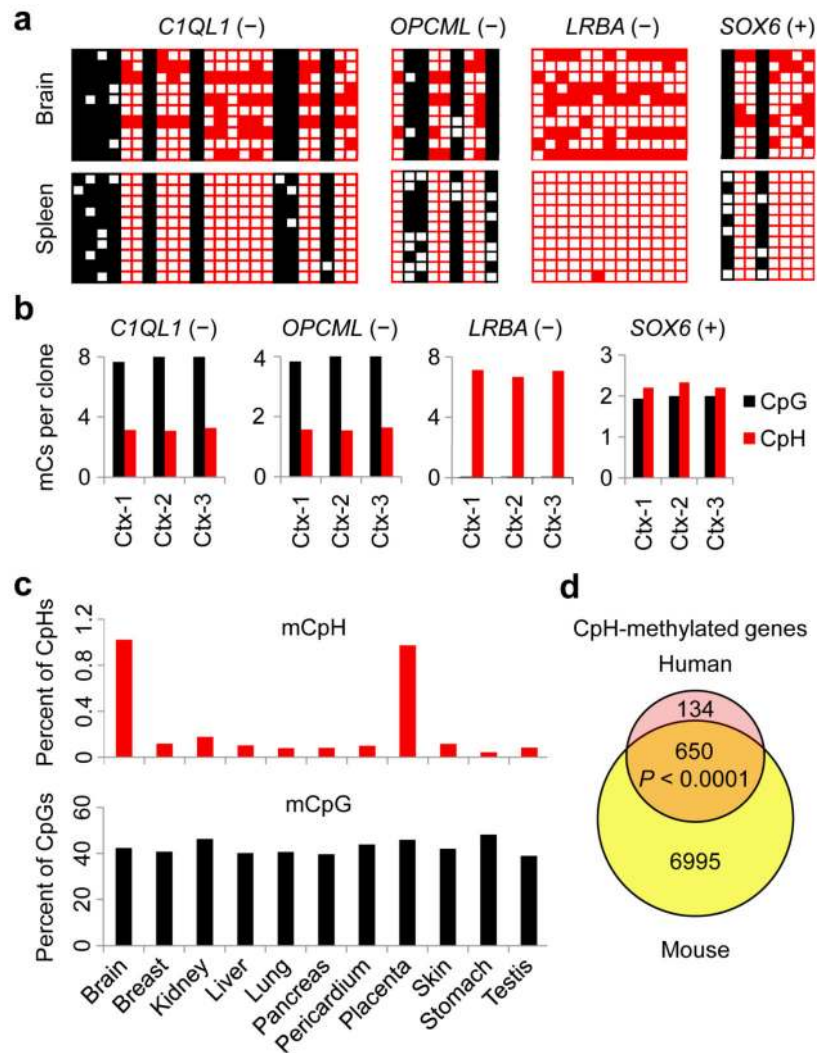 a
C1QL1 (−) OPCML (−) LRBA (−) SOX6 (+)
Brain
Spleen
b
C1QL1 (−) OPCML (−) LRBA (−) SOX6 (+)
mCs per clone
8
4
0
4
2
0
8
4
0
3
2
1
0
CpG
CpH
Ctx-1 Ctx-2 Ctx-3 Ctx-1 Ctx-2 Ctx-3 Ctx-1 Ctx-2 Ctx-3 Ctx-1 Ctx-2 Ctx-3
c
mCpH
Percent of CpHs
1.2
0.8
0.4
0
mCpG
Percent of CpGs
60
40
20
0
Brain Breast Kidney Liver Lung Pancreas Pericardium Placenta Skin Stomach Testis
d
CpH-methylated genes
Human
134
650
P < 0.0001
6995
Mouse